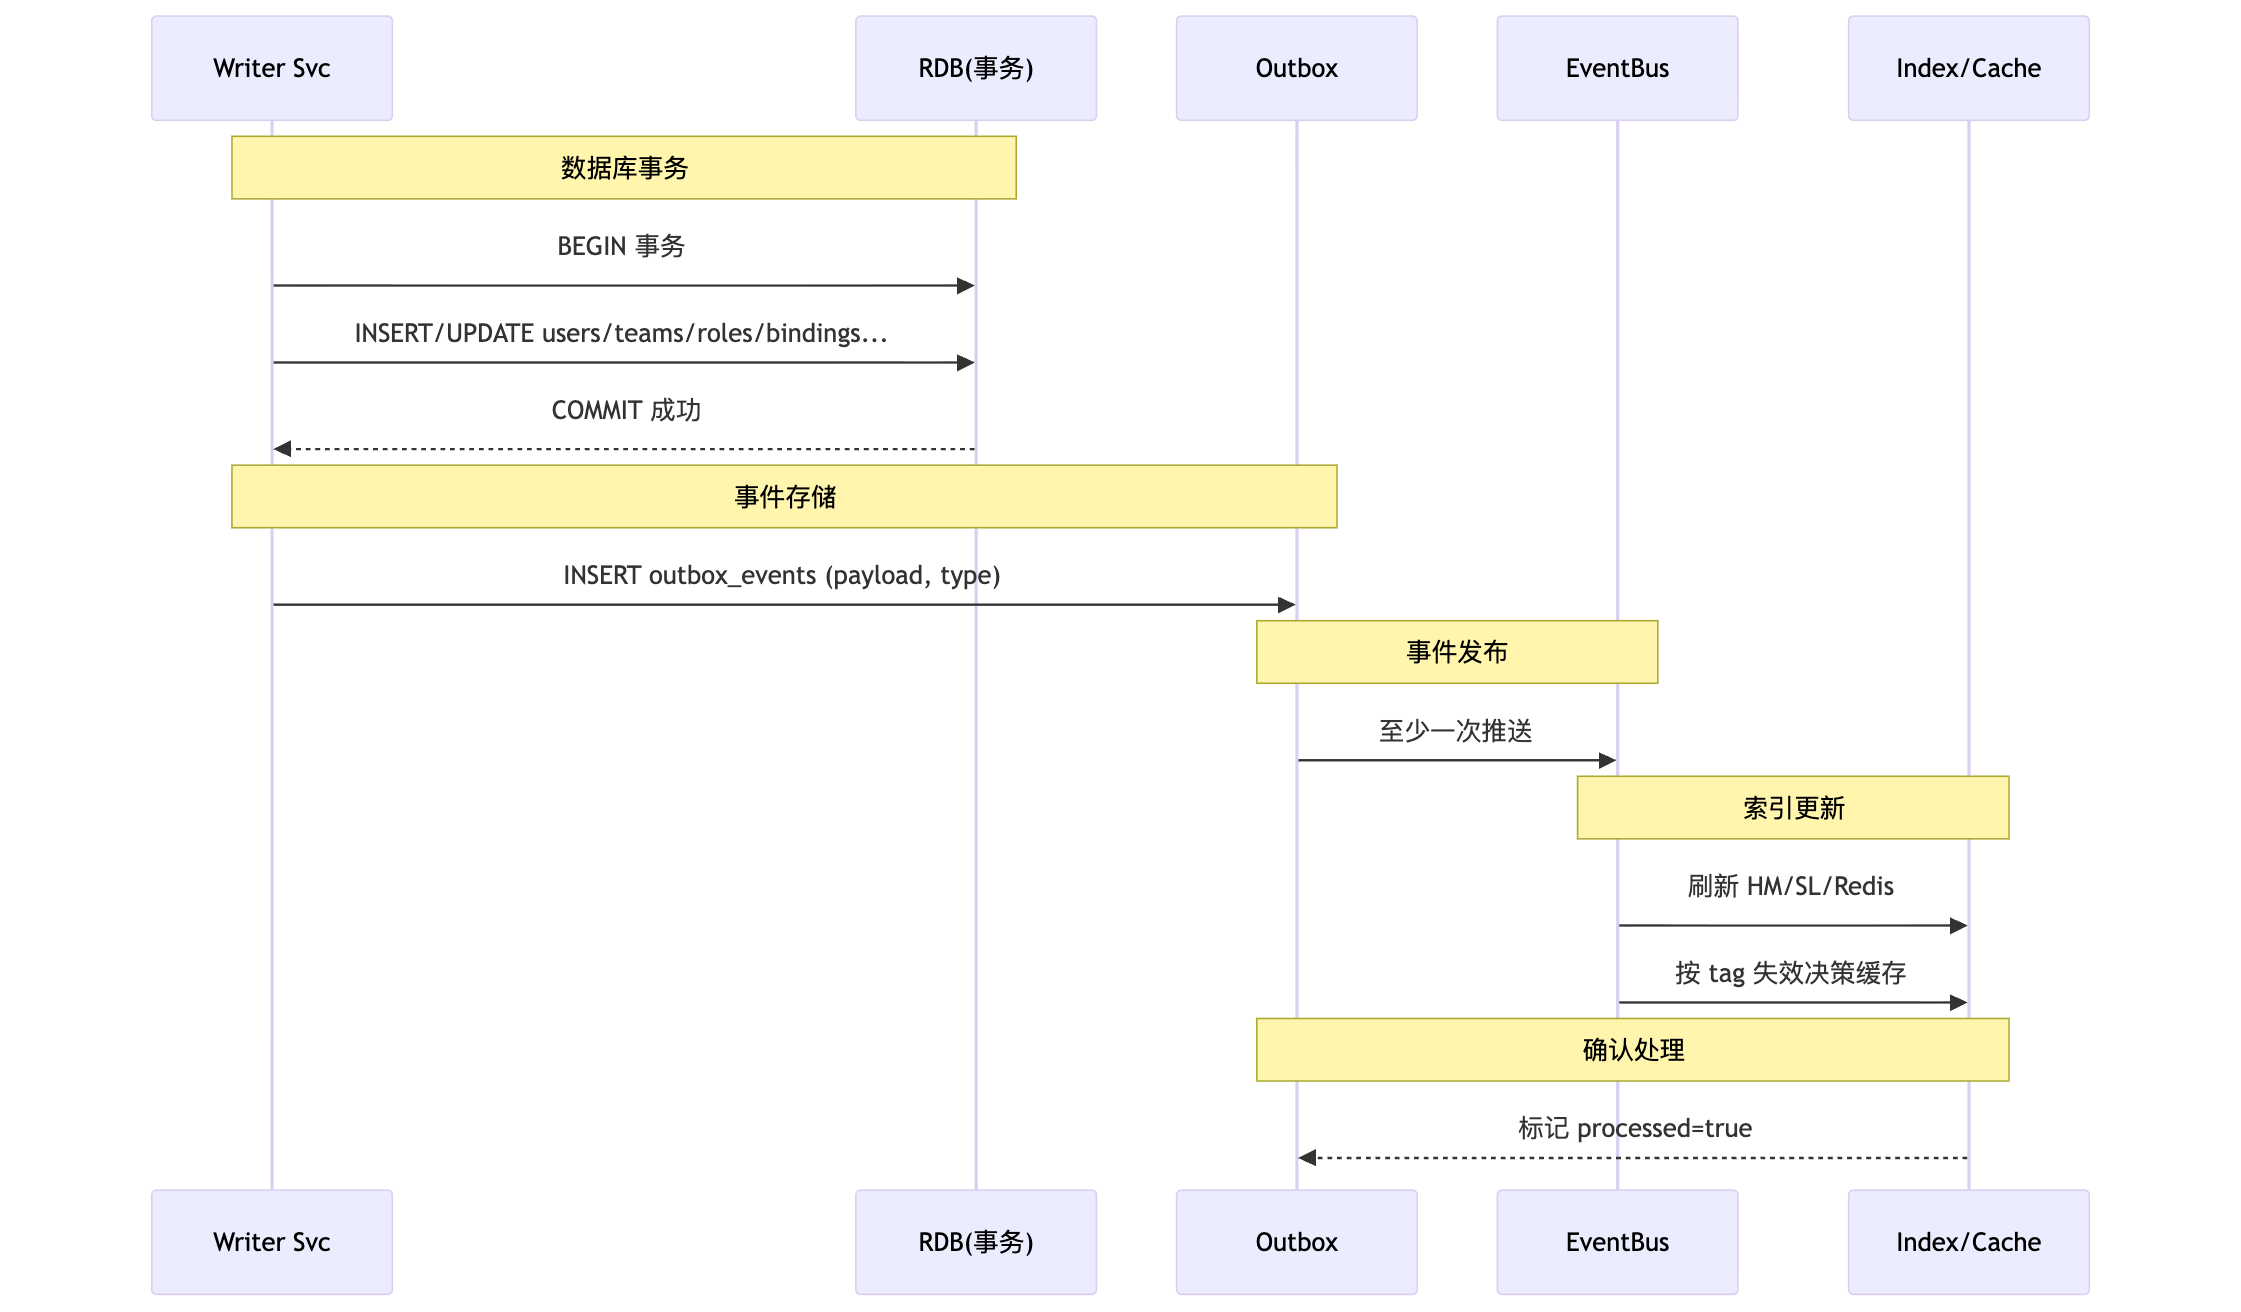 Writer Svc
RDB(事务)
Outbox
EventBus
Index/Cache
数据库事务
BEGIN 事务
INSERT/UPDATE users/teams/roles/bindings...
COMMIT 成功
事件存储
INSERT outbox_events (payload, type)
事件发布
至少一次推送
索引更新
刷新 HM/SL/Redis
按 tag 失效决策缓存
确认处理
标记 processed=true
Writer Svc
RDB(事务)
Outbox
EventBus
Index/Cache